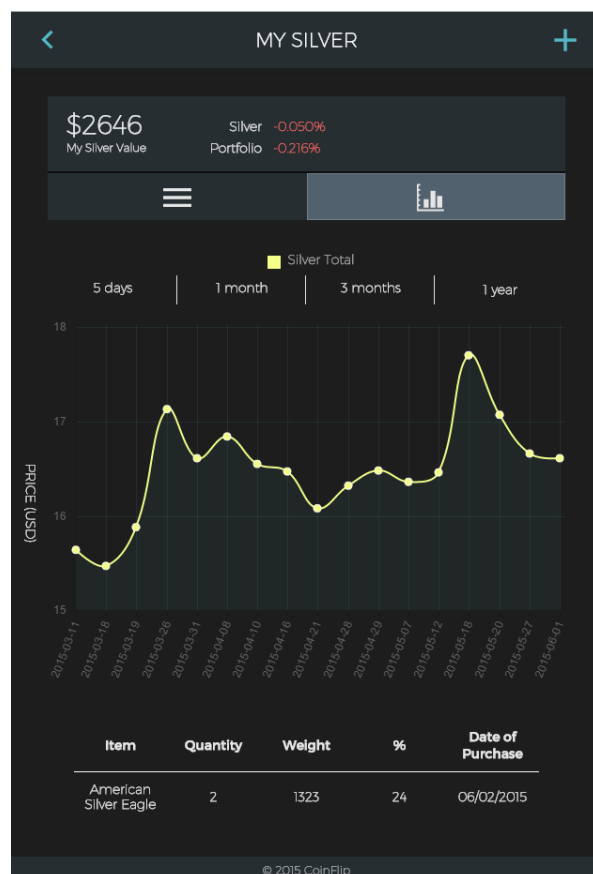 MY SILVER
$2646
My Silver Value
Silver -0.050%
Portfolio -0.216%
Silver Total
5 days 1 month 3 months 1 year
18
17
16
15
PRICE (USD)
2015-03-11 2015-03-18 2015-03-19 2015-03-26 2015-03-31 2015-04-08 2015-04-10 2015-04-16 2015-04-21 2015-04-28 2015-04-29 2015-05-07 2015-05-12 2015-05-18 2015-05-20 2015-05-27 2015-06-01
Item Quantity Weight % Date of
Purchase
American
Silver Eagle 2 1323 24 06/02/2015
© 2015 CoinFlip